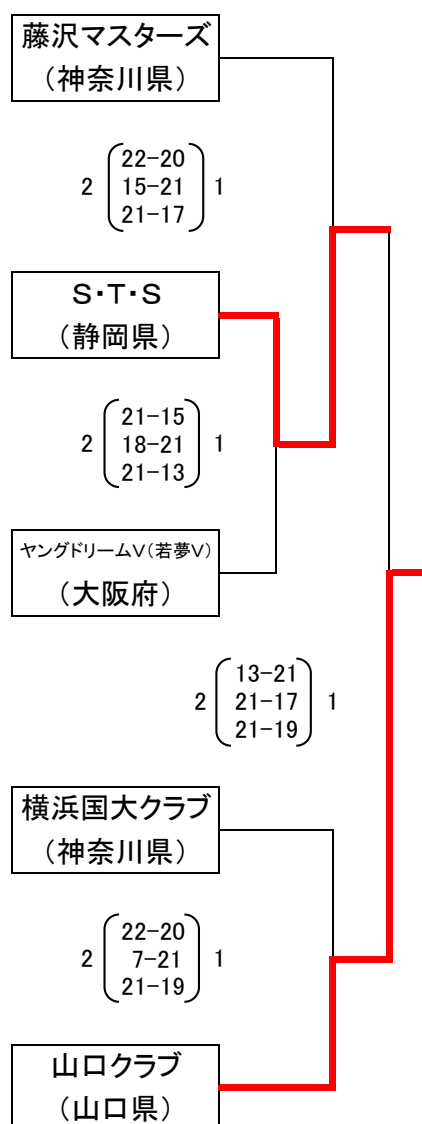 藤沢マスターズ
（神奈川県）
22-20
2 15-21 1
21-17
S・T・S
（静岡県）
21-15
2 18-21 1
21-13
ヤングドリームV（若夢V）
（大阪府）
13-21
2 21-17 1
21-19
横浜国大クラブ
（神奈川県）
22-20
2 7-21 1
21-19
山口クラブ
（山口県）